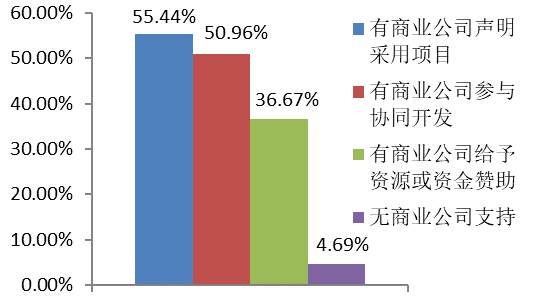 60.00%
50.00%
40.00%
30.00%
20.00%
10.00%
0.00%
55.44%
50.96%
36.67%
4.69%
有商业公司声明
采用项目
有商业公司参与
协同开发
有商业公司给予
资源或资金赞助
无商业公司支持